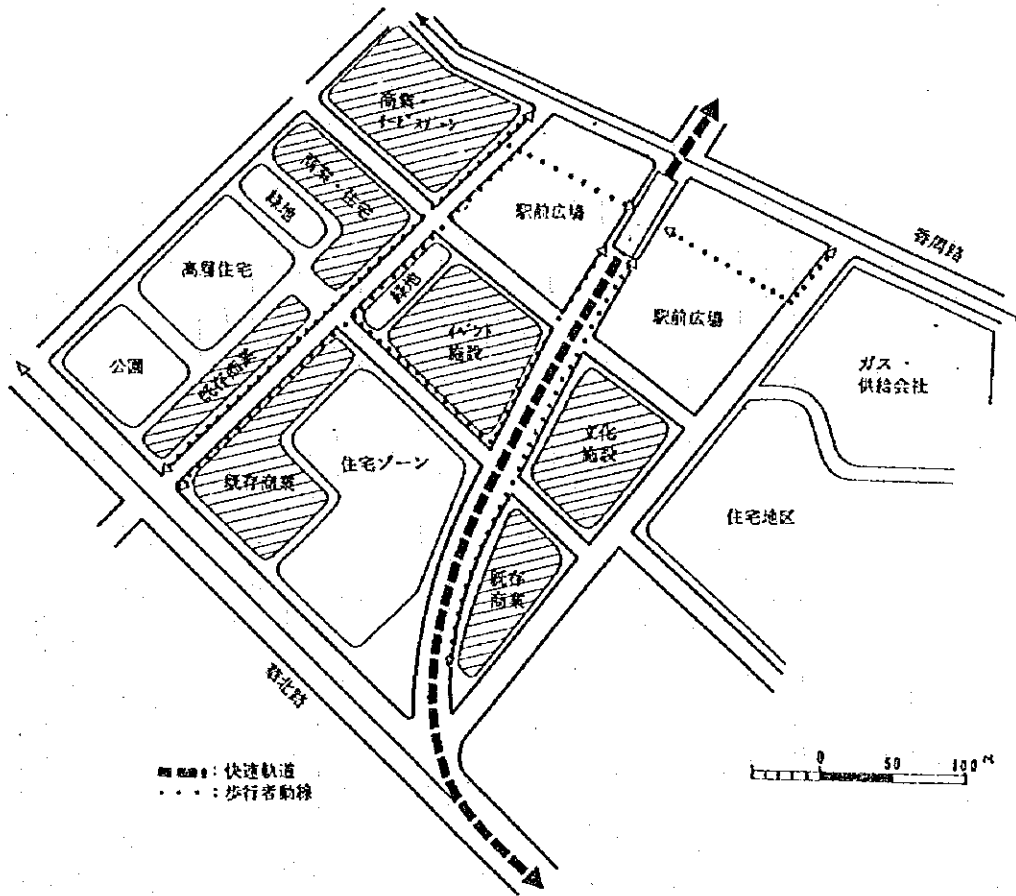 商業・
サービスゾーン
商業・住宅
緑地
高層住宅
公園
既存商業
駅前広場
緑地
イベント
施設
駅前広場
香周路
ガス・
供給会社
住宅ゾーン
既存商業
文化
施設
住宅地区
既存
商業
快速軌道
歩行者動線
0 50 100m